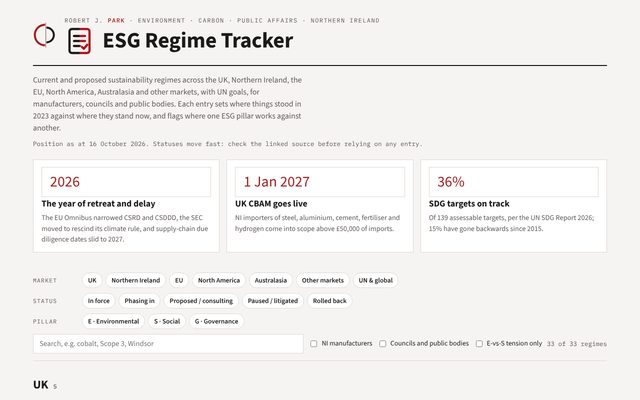 ROBERT J. PARK · ENVIRONMENT · CARBON · PUBLIC AFFAIRS · NORTHERN IRELAND
ESG Regime Tracker
Current and proposed sustainability regimes across the UK, Northern Ireland, the
EU, North America, Australasia and other markets, with UN goals, for
manufacturers, councils and public bodies. Each entry sets where things stood in
2023 against where they stand now, and flags where one ESG pillar works against
another.
Position as at 16 October 2026. Statuses move fast: check the linked source before relying on any entry.
2026
The year of retreat and delay
The EU Omnibus narrowed CSRD and CSDDD, the SEC
moved to rescind its climate rule, and supply-chain due
diligence dates slid to 2027.
1 Jan 2027
UK CBAM goes live
NI importers of steel, aluminium, cement, fertiliser and
hydrogen come into scope above £50,000 of imports.
36%
SDG targets on track
Of 139 assessable targets, per the UN SDG Report 2026;
15% have gone backwards since 2015.
MARKET UK Northern Ireland EU North America Australasia Other markets UN & global
STATUS In force Phasing in Proposed / consulting Paused / litigated Rolled back
PILLAR E · Environmental S · Social G · Governance
Search, e.g. cobalt, Scope 3, Windsor NI manufacturers Councils and public bodies E-vs-S tension only 33 of 33 regimes
UK 5